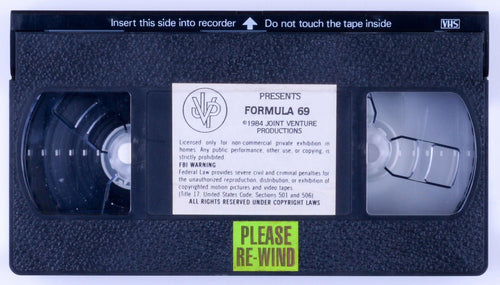 Insert this side into recorder Do not touch the tape inside
VHS
JVP
PRESENTS
FORMULA 69
©1984 JOINT VENTURE
PRODUCTIONS
Licensed only for non-commercial private exhibition in
homes. Any public performance, other use, or copying, is
strictly prohibited.
FBI WARNING
Federal Law provides severe civil and criminal penalties for
the unauthorized reproduction, distribution, or exhibition of
copyrighted motion pictures and video tapes.
(Title 17, United States Code, Sections 501 and 506)
ALL RIGHTS RESERVED UNDER COPYRIGHT LAWS
PLEASE
RE-WIND